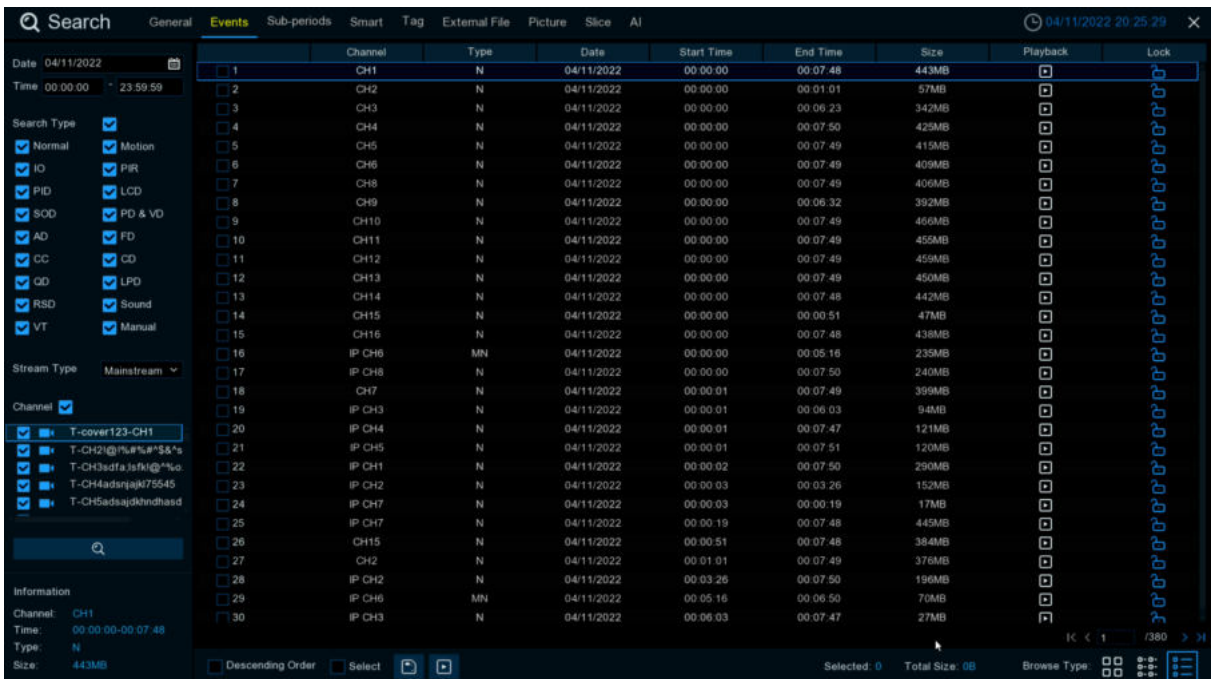 Search General Events Sub-periods Smart Tag External File Picture Slice AI 04/11/2022 20:25:29
Date 04/11/2022
Time 00:00:00 - 23:59:59
Search Type
Normal Motion
IO PIR
PID LCD
SOD PD & VD
AD FD
CC CD
QD LPD
RSD Sound
VT Manual
Stream Type Mainstream
Channel
T-cover123-CH1
T-CH2!@!%#%#^$&^s
T-CH3sdfa;lsfk!@^%o
T-CH4adsnjajkl75545
T-CH5adsajdkhndhasd
Information
Channel: CH1
Time: 00:00:00-00:07:48
Type: N
Size: 443MB
Channel Type Date Start Time End Time Size Playback Lock
1 CH1 N 04/11/2022 00:00:00 00:07:48 443MB
2 CH2 N 04/11/2022 00:00:00 00:01:01 57MB
3 CH3 N 04/11/2022 00:00:00 00:06:23 342MB
4 CH4 N 04/11/2022 00:00:00 00:07:50 425MB
5 CH5 N 04/11/2022 00:00:00 00:07:49 415MB
6 CH6 N 04/11/2022 00:00:00 00:07:49 409MB
7 CH8 N 04/11/2022 00:00:00 00:07:49 406MB
8 CH9 N 04/11/2022 00:00:00 00:06:32 392MB
9 CH10 N 04/11/2022 00:00:00 00:07:49 466MB
10 CH11 N 04/11/2022 00:00:00 00:07:49 455MB
11 CH12 N 04/11/2022 00:00:00 00:07:49 459MB
12 CH13 N 04/11/2022 00:00:00 00:07:49 450MB
13 CH14 N 04/11/2022 00:00:00 00:07:48 442MB
14 CH15 N 04/11/2022 00:00:00 00:00:51 47MB
15 CH16 N 04/11/2022 00:00:00 00:07:48 438MB
16 IP CH6 MN 04/11/2022 00:00:00 00:05:16 235MB
17 IP CH8 N 04/11/2022 00:00:00 00:07:50 240MB
18 CH7 N 04/11/2022 00:00:01 00:07:49 399MB
19 IP CH3 N 04/11/2022 00:00:01 00:06:03 94MB
20 IP CH4 N 04/11/2022 00:00:01 00:07:47 121MB
21 IP CH5 N 04/11/2022 00:00:01 00:07:51 120MB
22 IP CH1 N 04/11/2022 00:00:02 00:07:50 290MB
23 IP CH2 N 04/11/2022 00:00:03 00:03:26 152MB
24 IP CH7 N 04/11/2022 00:00:03 00:00:19 17MB
25 IP CH7 N 04/11/2022 00:00:19 00:07:48 445MB
26 CH15 N 04/11/2022 00:00:51 00:07:48 384MB
27 CH2 N 04/11/2022 00:01:01 00:07:49 376MB
28 IP CH2 N 04/11/2022 00:03:26 00:07:50 196MB
29 IP CH6 MN 04/11/2022 00:05:16 00:06:50 70MB
30 IP CH3 N 04/11/2022 00:06:03 00:07:47 27MB
1 /380
Descending Order Select Selected: 0 Total Size: 0B Browse Type: